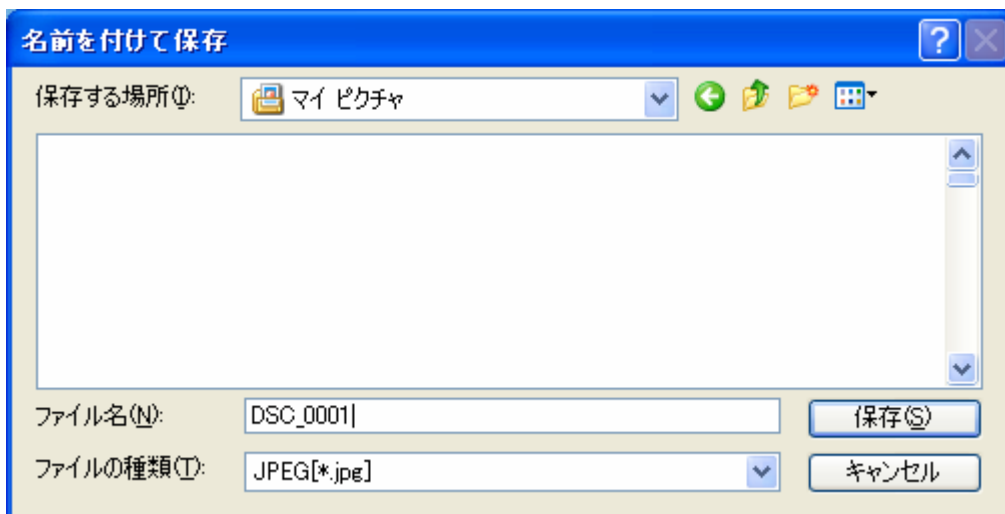 名前を付けて保存
保存する場所(I): マイ ピクチャ
ファイル名(N): DSC_0001 保存(S)
ファイルの種類(T): JPEG[*.jpg] キャンセル